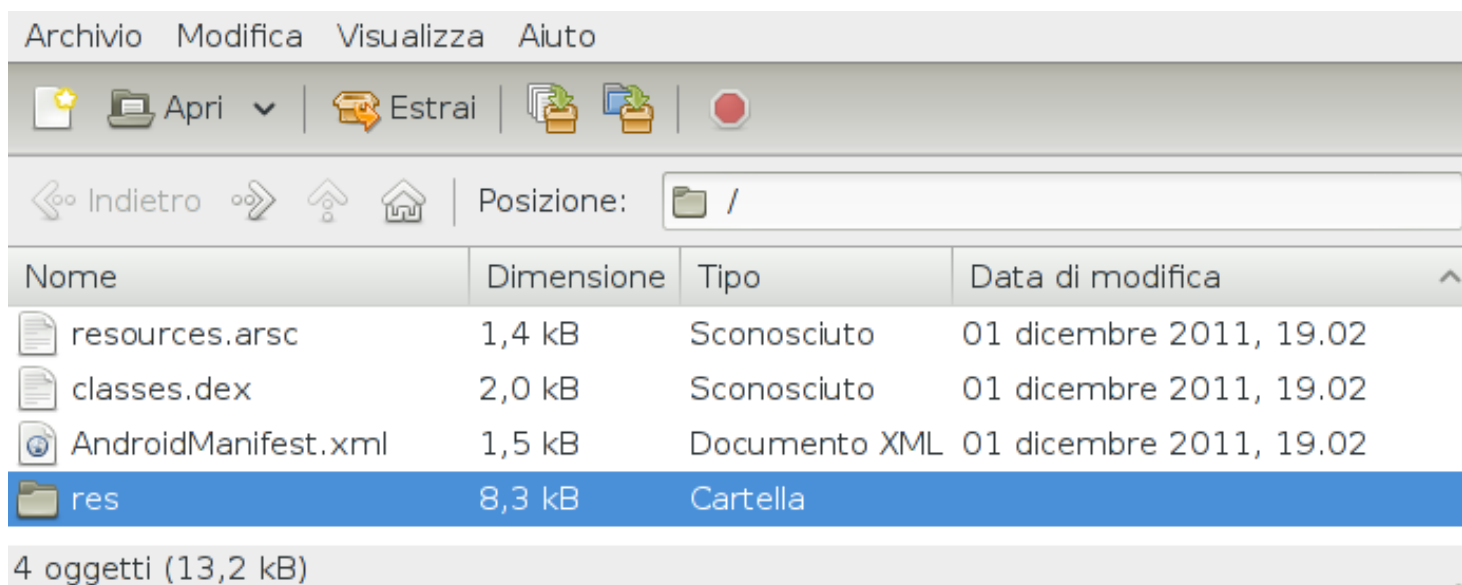 Archivio Modifica Visualizza Aiuto
Apri Estrai
Indietro Posizione: /
Nome Dimensione Tipo Data di modifica
resources.arsc 1,4 kB Sconosciuto 01 dicembre 2011, 19.02
classes.dex 2,0 kB Sconosciuto 01 dicembre 2011, 19.02
AndroidManifest.xml 1,5 kB Documento XML 01 dicembre 2011, 19.02
res 8,3 kB Cartella
4 oggetti (13,2 kB)